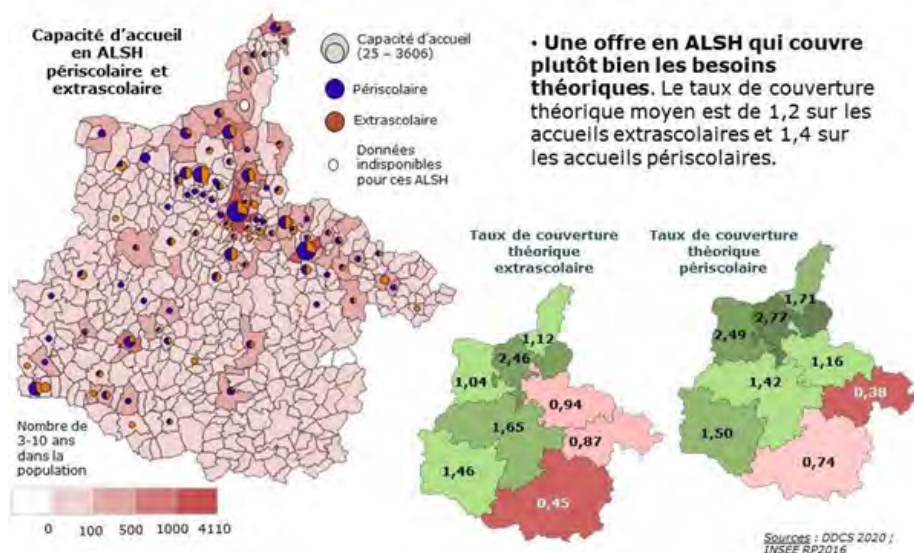 Capacité d'accueil
en ALSH
périscolaire et
extrascolaire
Capacité d'accueil
(25 – 3606)
Périscolaire
Extrascolaire
Données
indisponibles
pour ces ALSH
Nombre de
3-10 ans
dans la
population
0 100 500 1000 4110
• Une offre en ALSH qui couvre
plutôt bien les besoins
théoriques. Le taux de couverture
théorique moyen est de 1,2 sur les
accueils extrascolaires et 1,4 sur
les accueils périscolaires.
Taux de couverture
théorique
extrascolaire
1,12
2,46
1,04
0,94
1,65
0,87
1,46
0,45
Taux de couverture
théorique
périscolaire
1,71
2,77
2,49
1,16
1,42
0,38
1,50
0,74
Sources : DDCS 2020 ;
INSEE RP2016